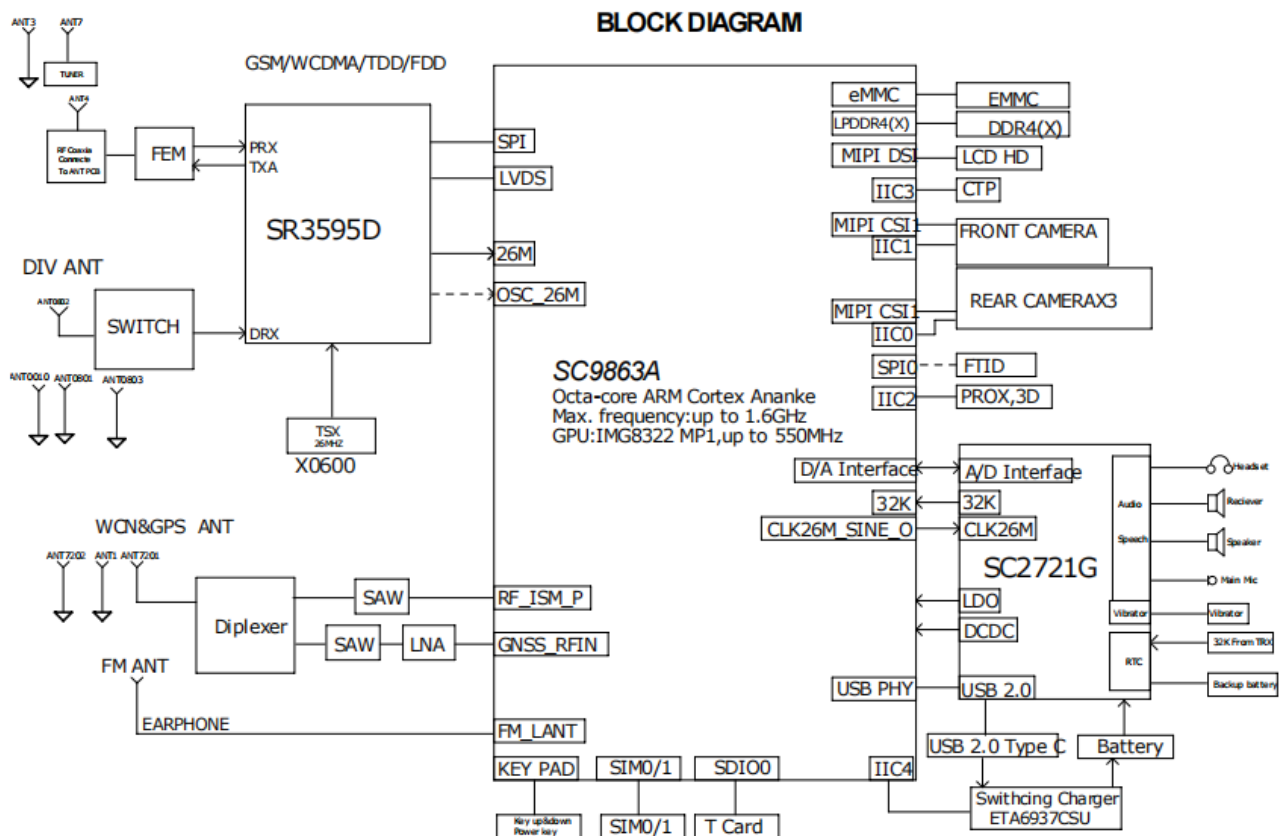 BLOCK DIAGRAM
ANT3
ANT7
TUNER
ANT4
RF Coaxia
Connecte
To ANT PCB
FEM
GSM/WCDMA/TDD/FDD
PRX
TXA
SR3595D
DRX
SPI
LVDS
26M
OSC_26M
DIV ANT
ANT0802
SWITCH
ANT0010
ANT0801
ANT0803
TSX
26MHZ
X0600
SC9863A
Octa-core ARM Cortex Ananke
Max. frequency:up to 1.6GHz
GPU:IMG8322 MP1,up to 550MHz
eMMC
EMMC
LPDDR4(X)
DDR4(X)
MIPI DSI
LCD HD
IIC3
CTP
MIPI CSI1
IIC1
FRONT CAMERA
MIPI CSI1
IIC0
REAR CAMERAX3
SPI0
FTID
IIC2
PROX,3D
D/A Interface
A/D Interface
32K
32K
CLK26M_SINE_O
CLK26M
SC2721G
LDO
DCDC
USB PHY
USB 2.0
Audio
Speech
Vibrator
RTC
Headset
Reciever
Speaker
Main Mic
Vibrator
32K From TRX
Backup battery
WCN&GPS ANT
ANT7202
ANT1
ANT7201
Diplexer
SAW
RF_ISM_P
SAW
LNA
GNSS_RFIN
FM ANT
EARPHONE
FM_LANT
KEY PAD
SIM0/1
SDIO0
IIC4
Key up&down
Power key
SIM0/1
T Card
USB 2.0 Type C
Battery
Swithcing Charger
ETA6937CSU